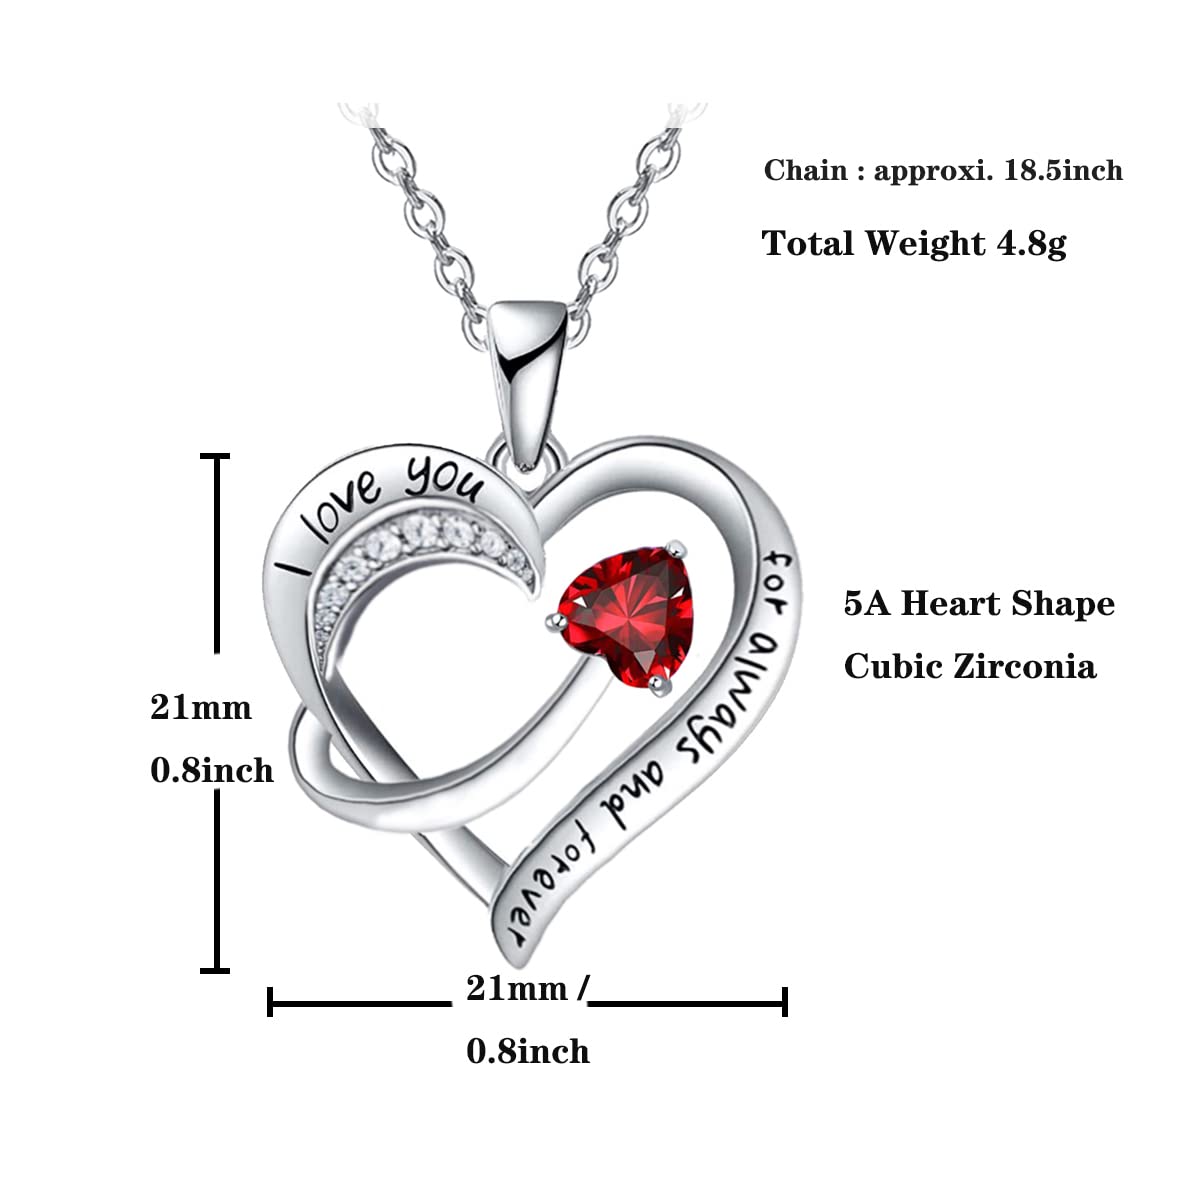 Chain : approxi. 18.5inch
Total Weight 4.8g
I love you
for always and forever
5A Heart Shape
Cubic Zirconia
21mm
0.8inch
21mm /
0.8inch